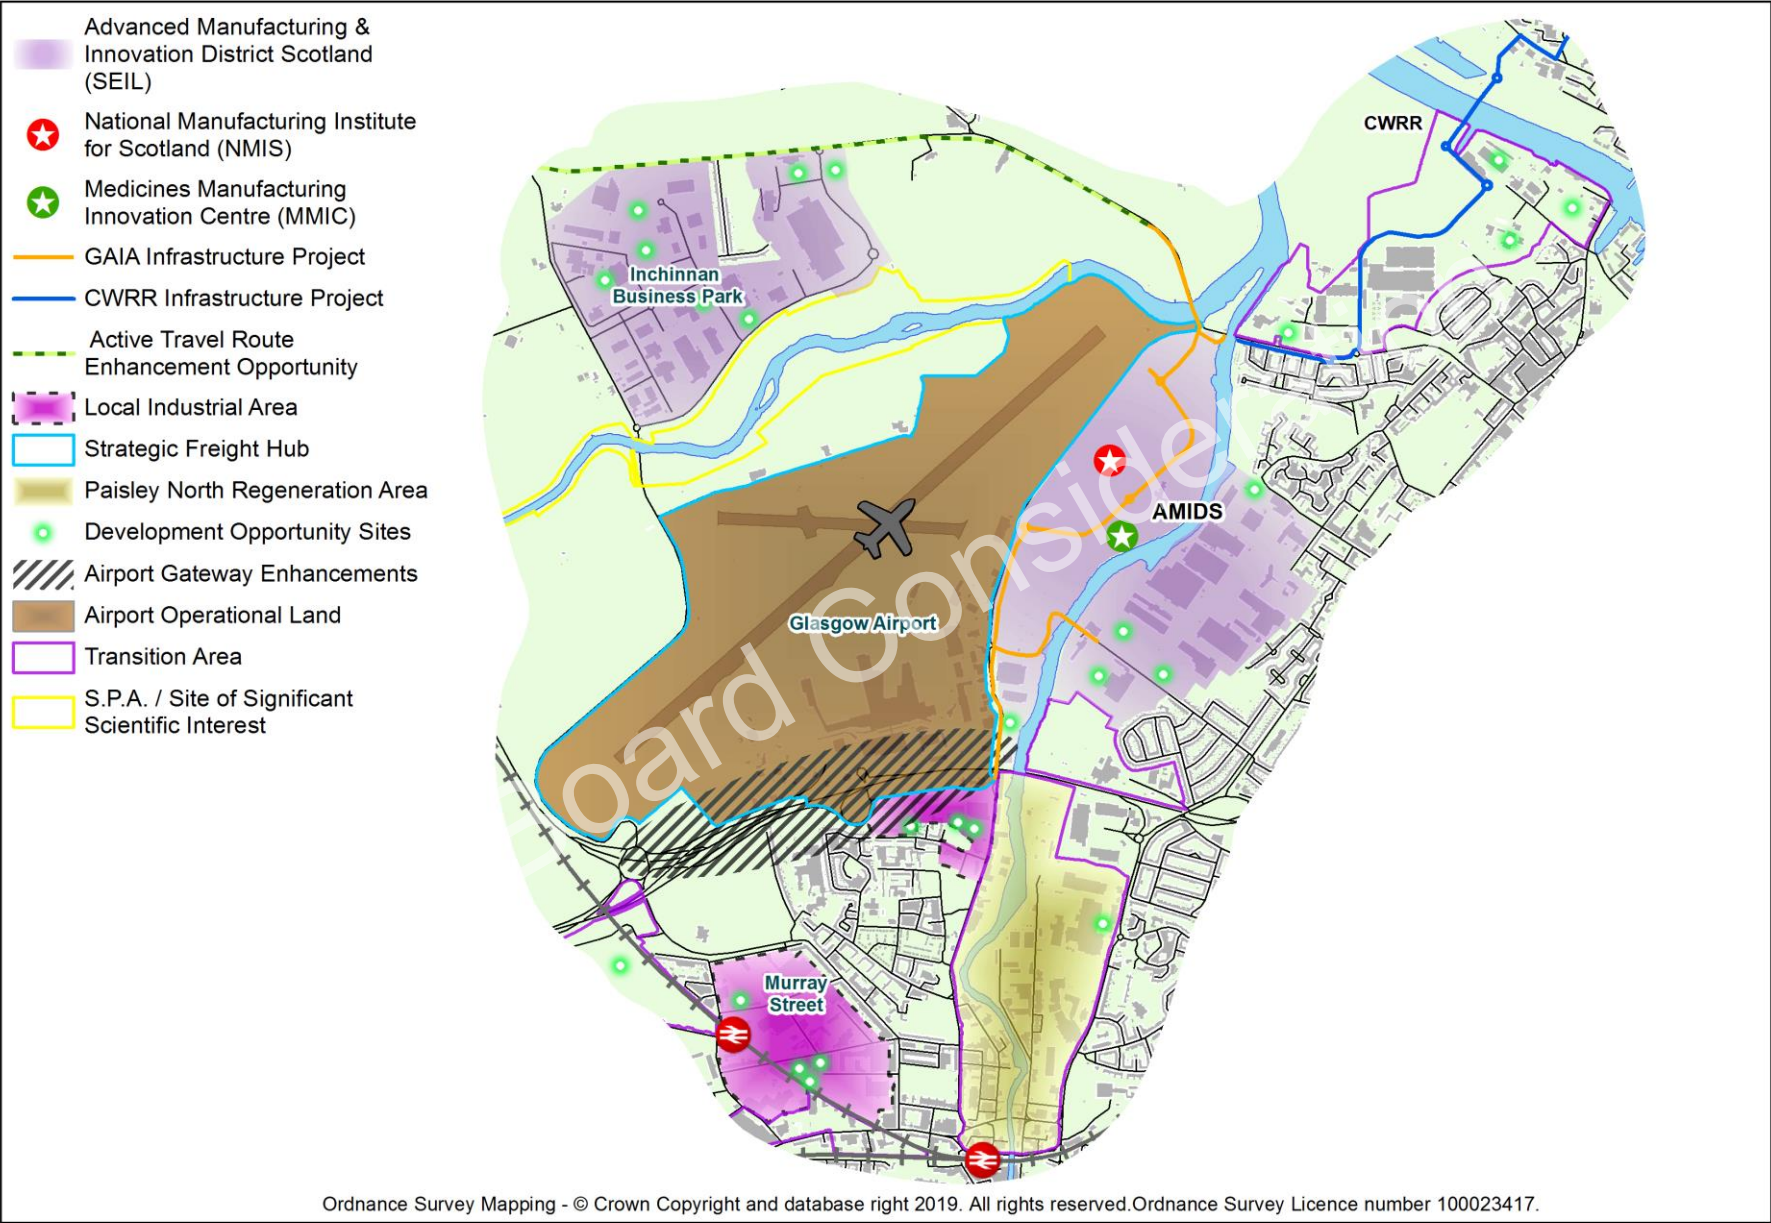 Advanced Manufacturing &
Innovation District Scotland
(SEIL)
National Manufacturing Institute
for Scotland (NMIS)
Medicines Manufacturing
Innovation Centre (MMIC)
GAIA Infrastructure Project
CWRR Infrastructure Project
Active Travel Route
Enhancement Opportunity
Local Industrial Area
Strategic Freight Hub
Paisley North Regeneration Area
Development Opportunity Sites
Airport Gateway Enhancements
Airport Operational Land
Transition Area
S.P.A. / Site of Significant
Scientific Interest
CWRR
Inchinnan
Business Park
AMIDS
Glasgow Airport
Murray
Street
oard Consider
Ordnance Survey Mapping - © Crown Copyright and database right 2019. All rights reserved.Ordnance Survey Licence number 100023417.